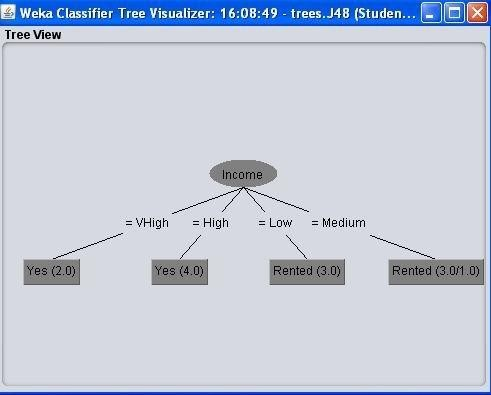 Weka Classifier Tree Visualizer: 16:08:49 - trees.J48 (Studen...
Tree View
Income
= VHigh = High = Low = Medium
Yes (2.0) Yes (4.0) Rented (3.0) Rented (3.0/1.0)